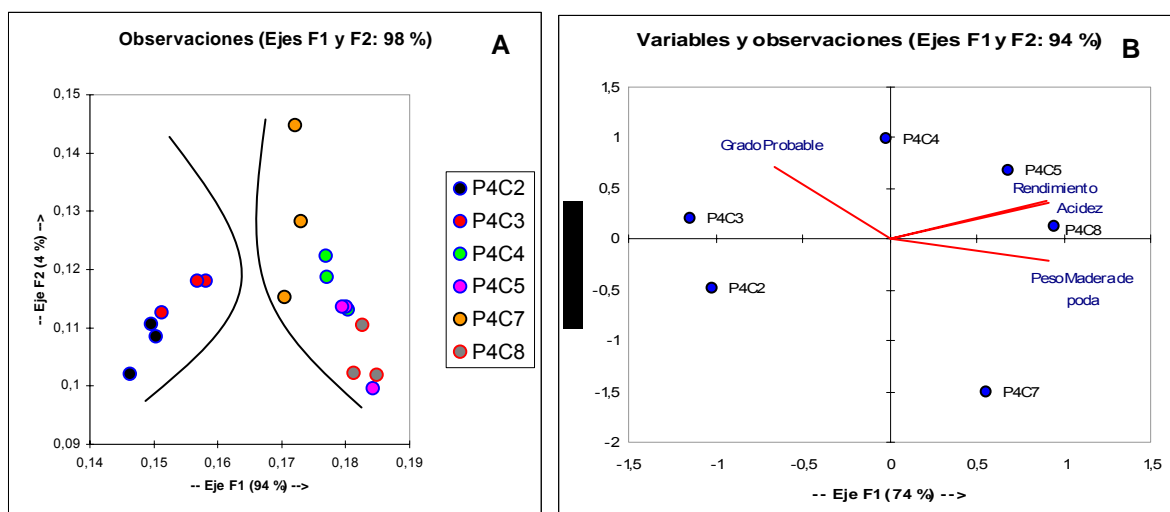 Observaciones (Ejes F1 y F2: 98 %)
A
0,15
0,14
0,13
0,12
0,11
0,1
0,09
-- Eje F2 (4 %) -->
0,14
0,15
0,16
0,17
0,18
0,19
-- Eje F1 (94 %) -->
P4C2
P4C3
P4C4
P4C5
P4C7
P4C8
Variables y observaciones (Ejes F1 y F2: 94 %)
B
1,5
1
0,5
0
-0,5
-1
-1,5
-2
-1,5
-1
-0,5
0
0,5
1
1,5
-- Eje F1 (74 %) -->
Grado Probable
P4C4
P4C5
Rendimiento
Acidez
P4C3
P4C8
P4C2
Peso Madera de
poda
P4C7